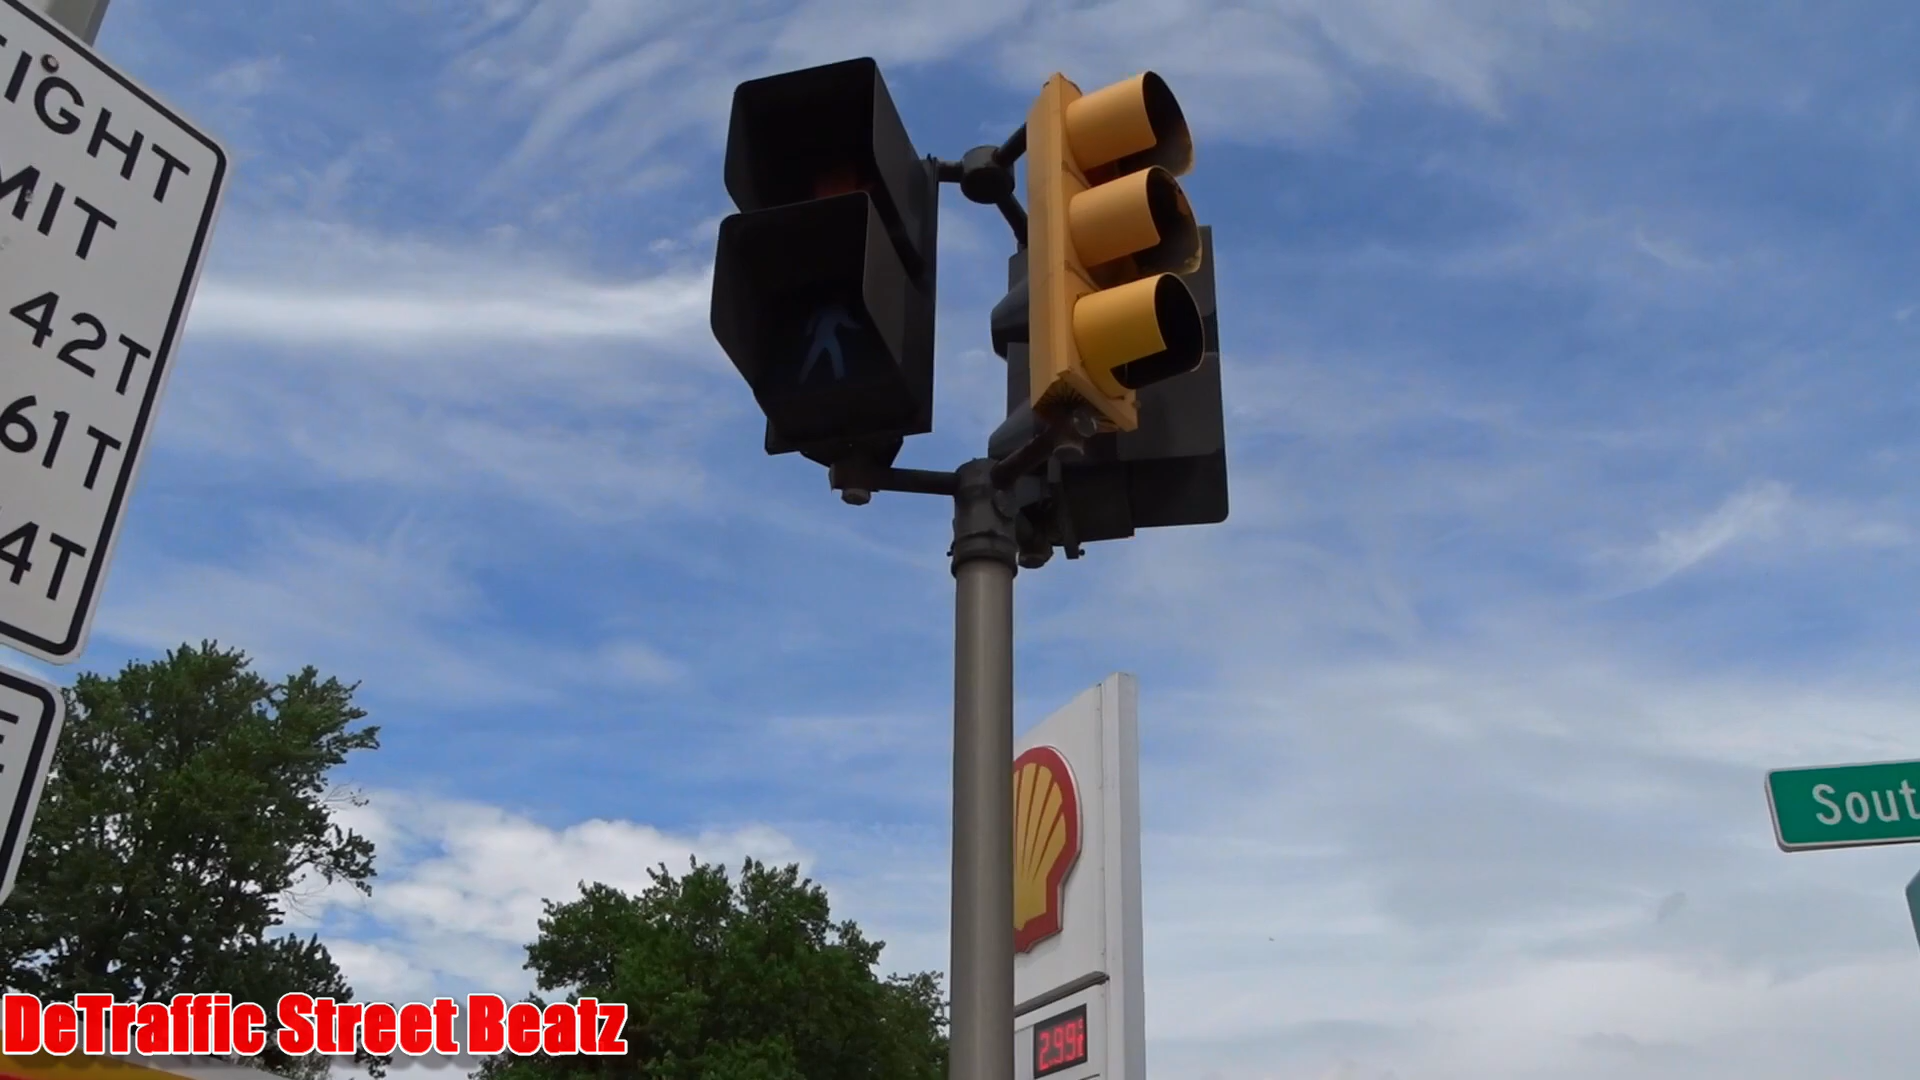 IGHT
MIT
42T
61T
4T
E
Sout
2.99
DeTraffic Street Beatz